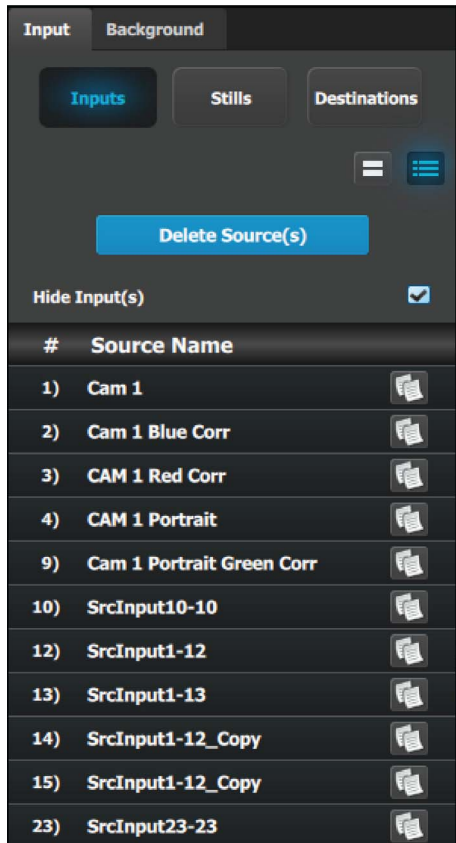 Input Background
Inputs Stills Destinations
Delete Source(s)
Hide Input(s)
# Source Name
1) Cam 1
2) Cam 1 Blue Corr
3) CAM 1 Red Corr
4) CAM 1 Portrait
9) Cam 1 Portrait Green Corr
10) SrcInput10-10
12) SrcInput1-12
13) SrcInput1-13
14) SrcInput1-12_Copy
15) SrcInput1-12_Copy
23) SrcInput23-23